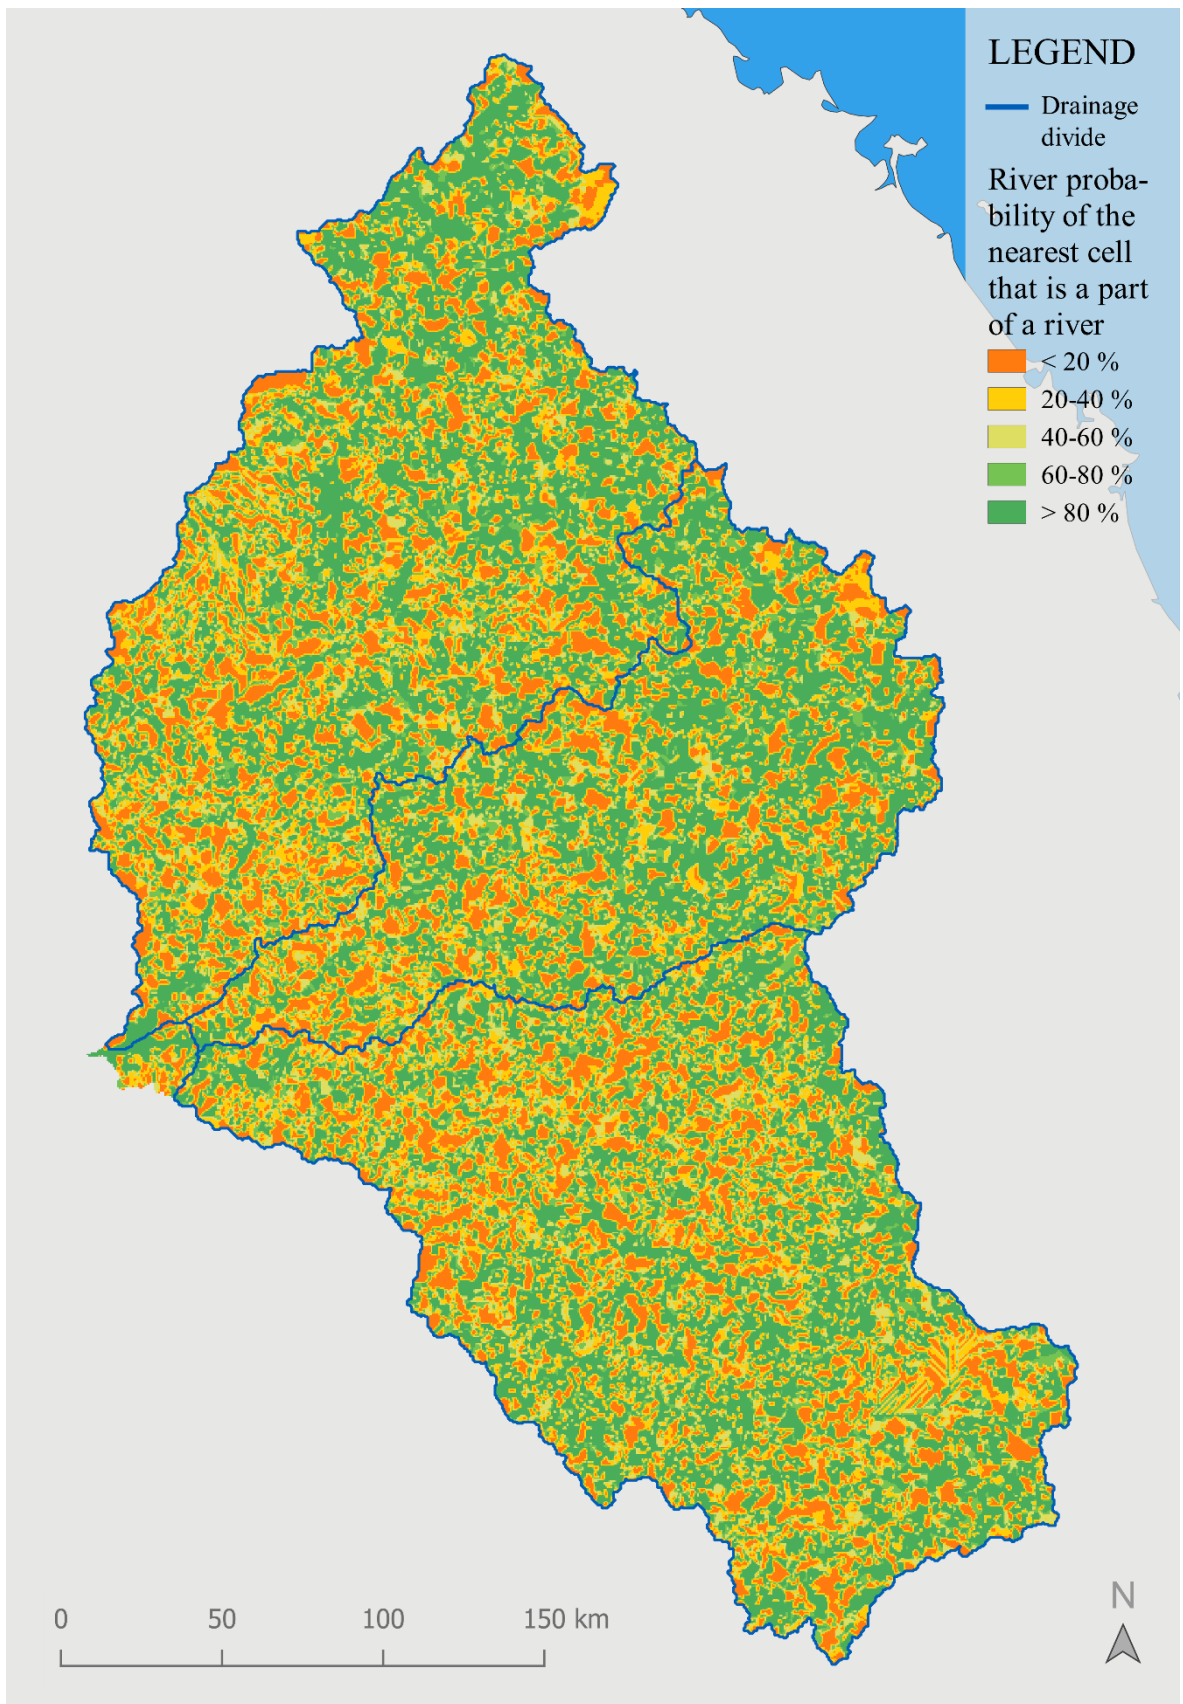 LEGEND
Drainage
divide
River proba-
bility of the
nearest cell
that is a part
of a river
< 20 %
20-40 %
40-60 %
60-80 %
> 80 %
0 50 100 150 km
N